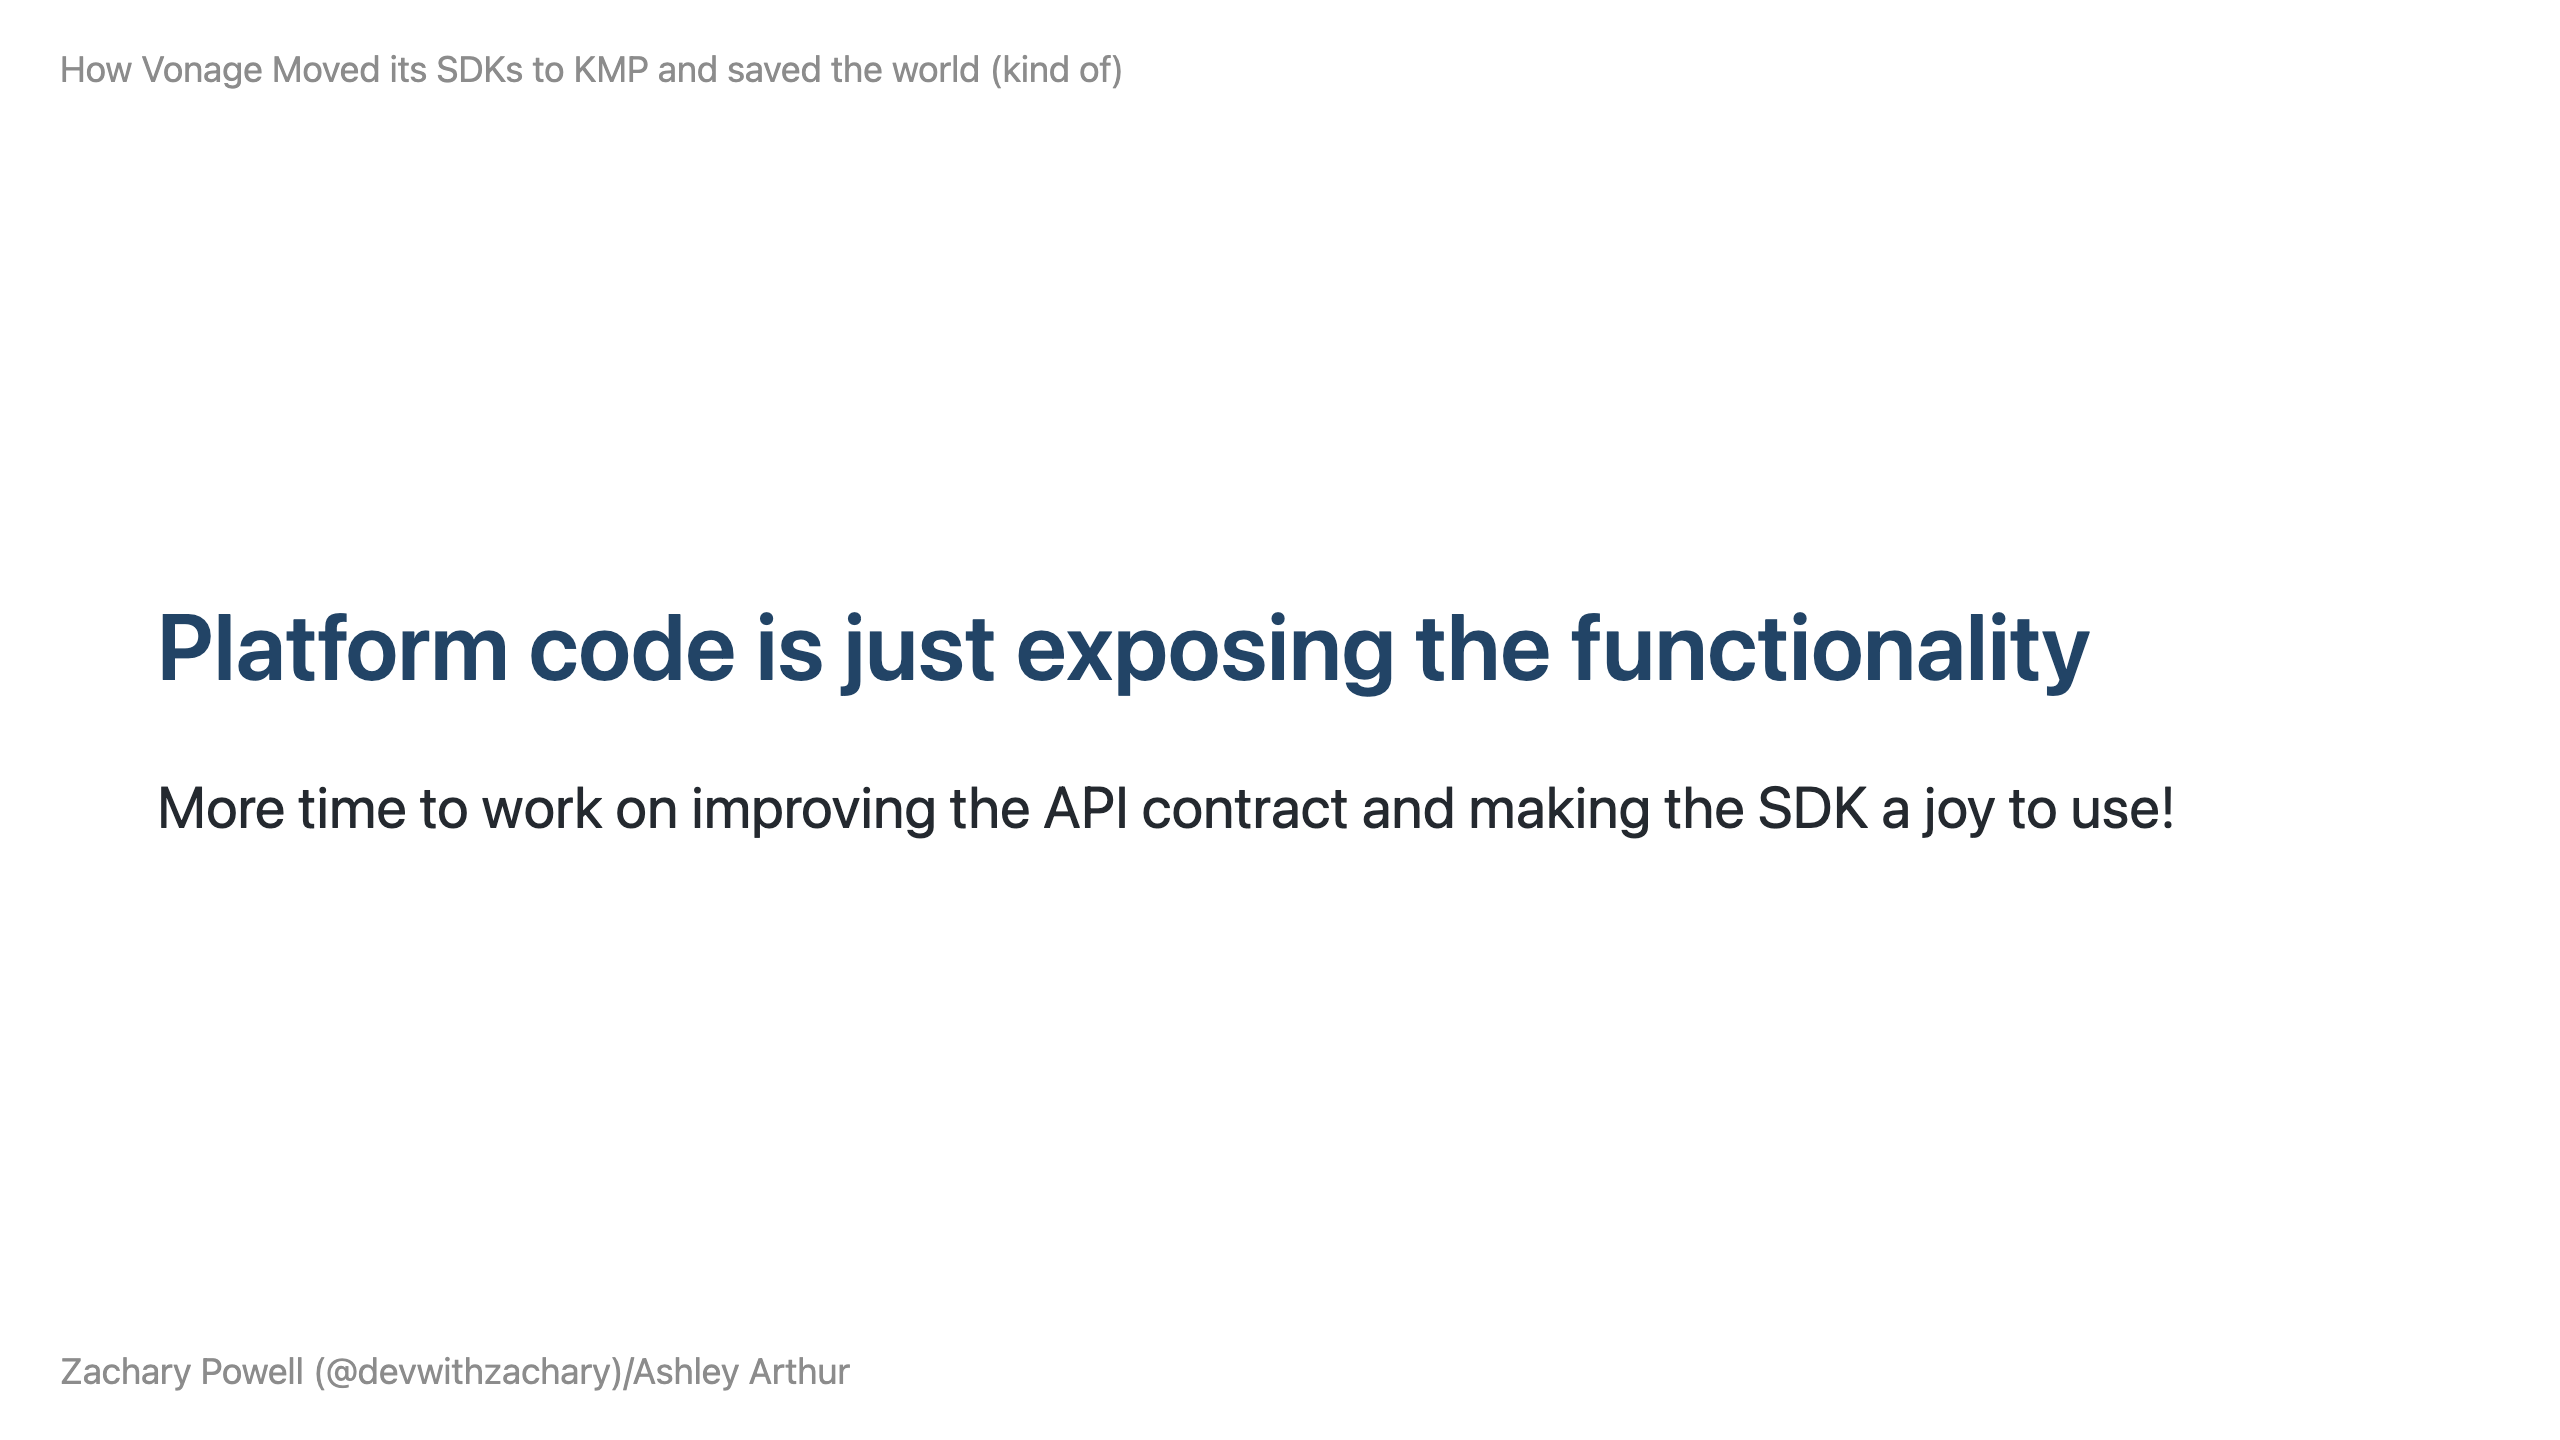 How Vonage Moved its SDKs to KMP and saved the world (kind of)
Platform code is just exposing the functionality
More time to work on improving the API contract and making the SDK a joy to use!
Zachary Powell (@devwithzachary)/Ashley Arthur